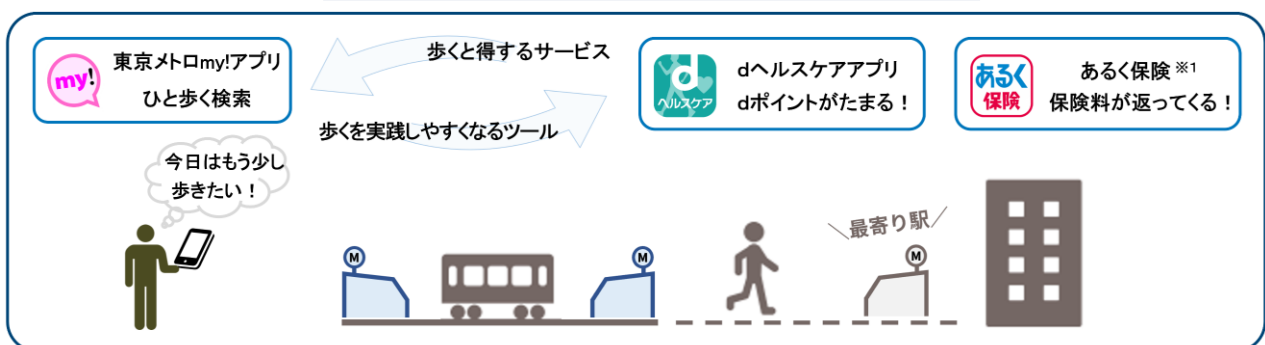 my!
東京メトロmy!アプリ
ひと歩く検索
歩くと得するサービス
歩くを実践しやすくなるツール
d
ヘルスケア
dヘルスケアアプリ
dポイントがたまる！
あるく
保険
あるく保険 ※1
保険料が返ってくる！
今日はもう少し
歩きたい！
M
M
＼最寄り駅／
M